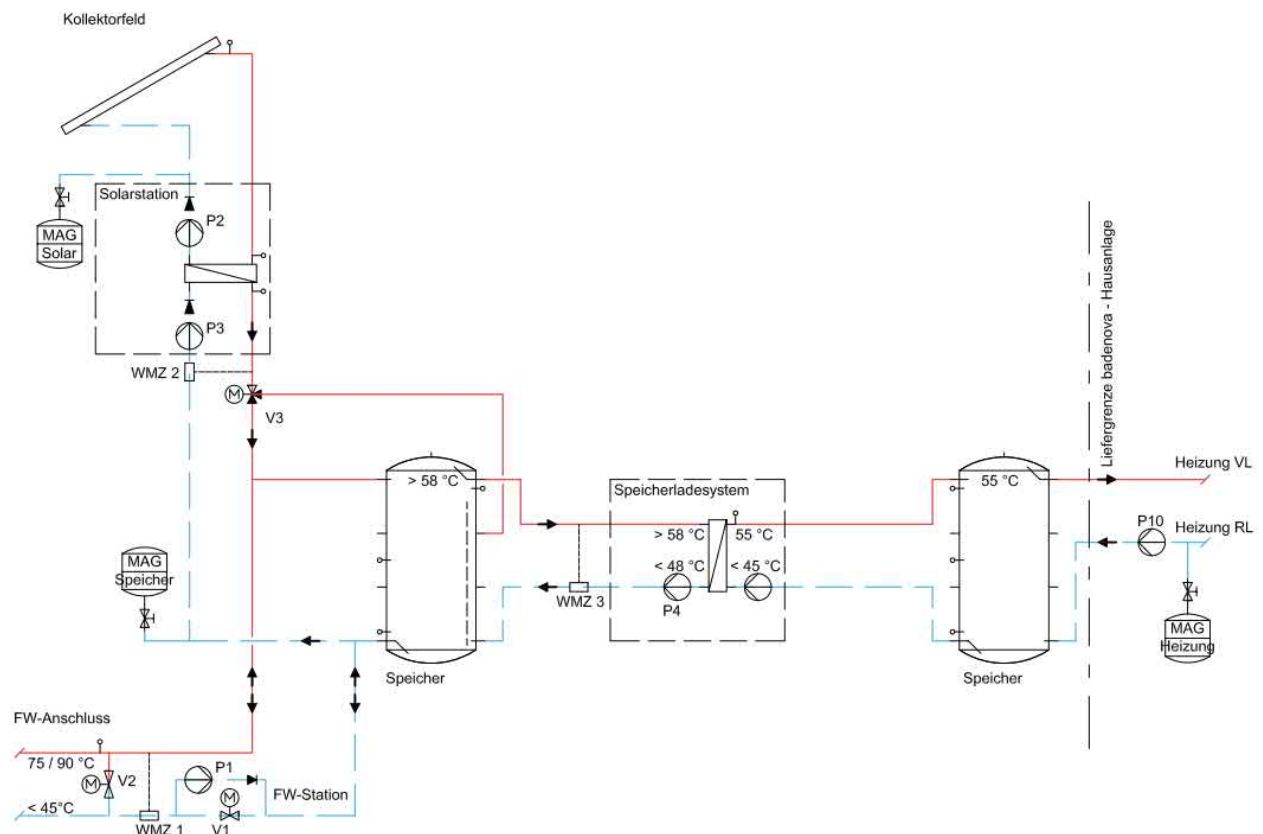 Kollektorfeld
Solarstation
P2
MAG
Solar
P3
WMZ 2
M
V3
Liefergrenze badenova - Hausanlage
> 58 °C
Speicherladesystem
55 °C
Heizung VL
P10
Heizung RL
> 58 °C
55 °C
MAG
Speicher
< 48 °C
< 45 °C
WMZ 3
P4
MAG
Heizung
Speicher
Speicher
FW-Anschluss
75 / 90 °C
M
V2
P1
FW-Station
M
< 45°C
WMZ 1
V1